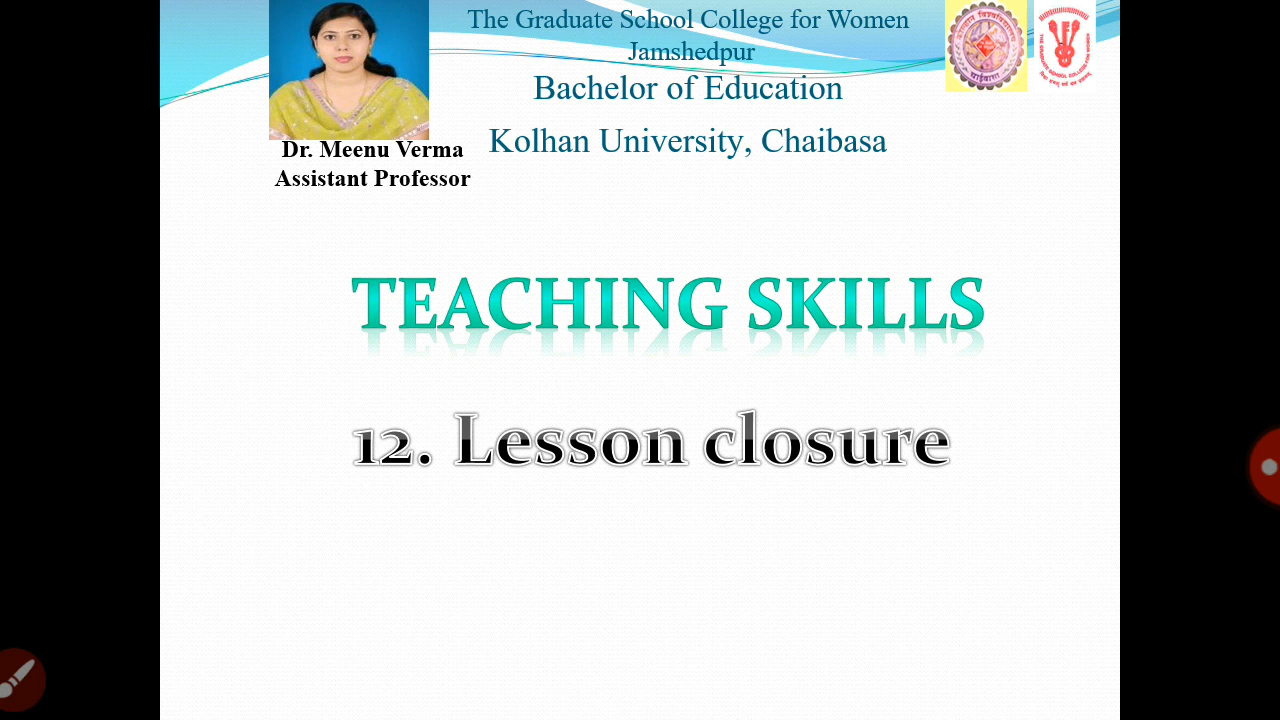 The Graduate School College for Women
Jamshedpur
Bachelor of Education
Kolhan University, Chaibasa
Dr. Meenu Verma
Assistant Professor
TEACHING SKILLS
12. Lesson closure